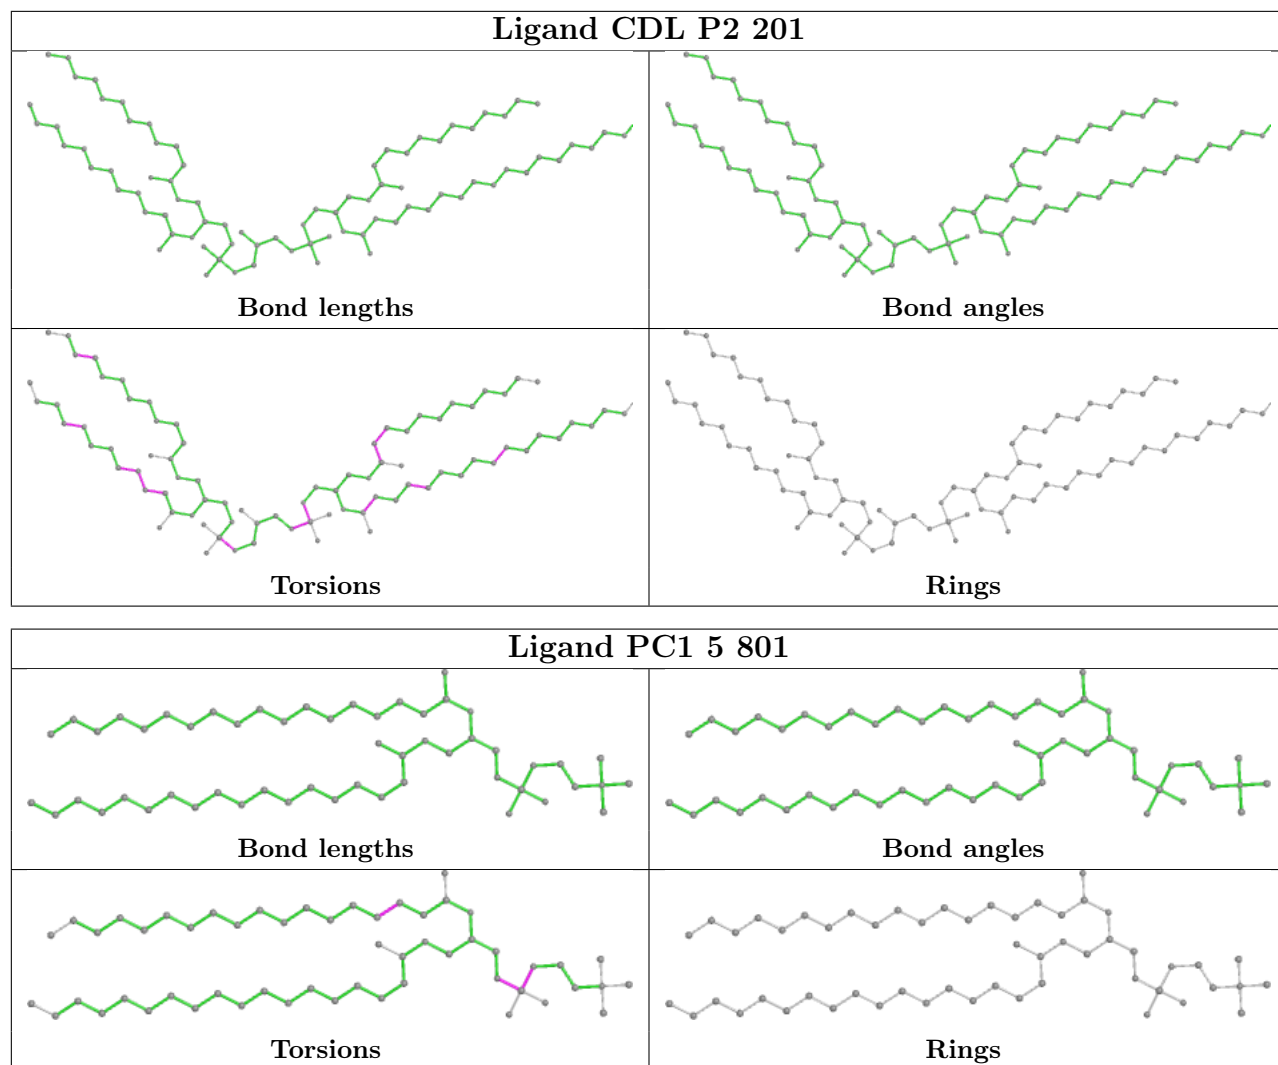 Ligand CDL P2 201
Bond lengths
Bond angles
Torsions
Rings
Ligand PC1 5 801
Bond lengths
Bond angles
Torsions
Rings